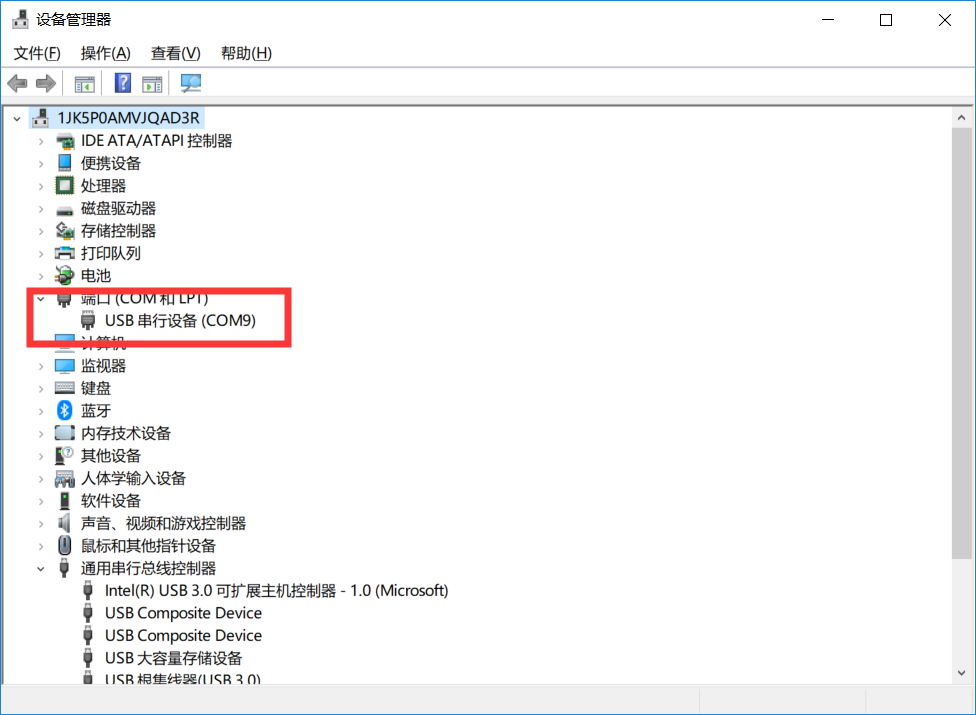 设备管理器
文件(F) 操作(A) 查看(V) 帮助(H)
1JK5P0AMVJQAD3R
IDE ATA/ATAPI 控制器
便携设备
处理器
磁盘驱动器
存储控制器
打印队列
电池
端口 (COM 和 LPT)
USB 串行设备 (COM9)
计算机
监视器
键盘
蓝牙
内存技术设备
其他设备
人体学输入设备
软件设备
声音、视频和游戏控制器
鼠标和其他指针设备
通用串行总线控制器
Intel(R) USB 3.0 可扩展主机控制器 - 1.0 (Microsoft)
USB Composite Device
USB Composite Device
USB 大容量存储设备
USB 根集线器(USB 3.0)